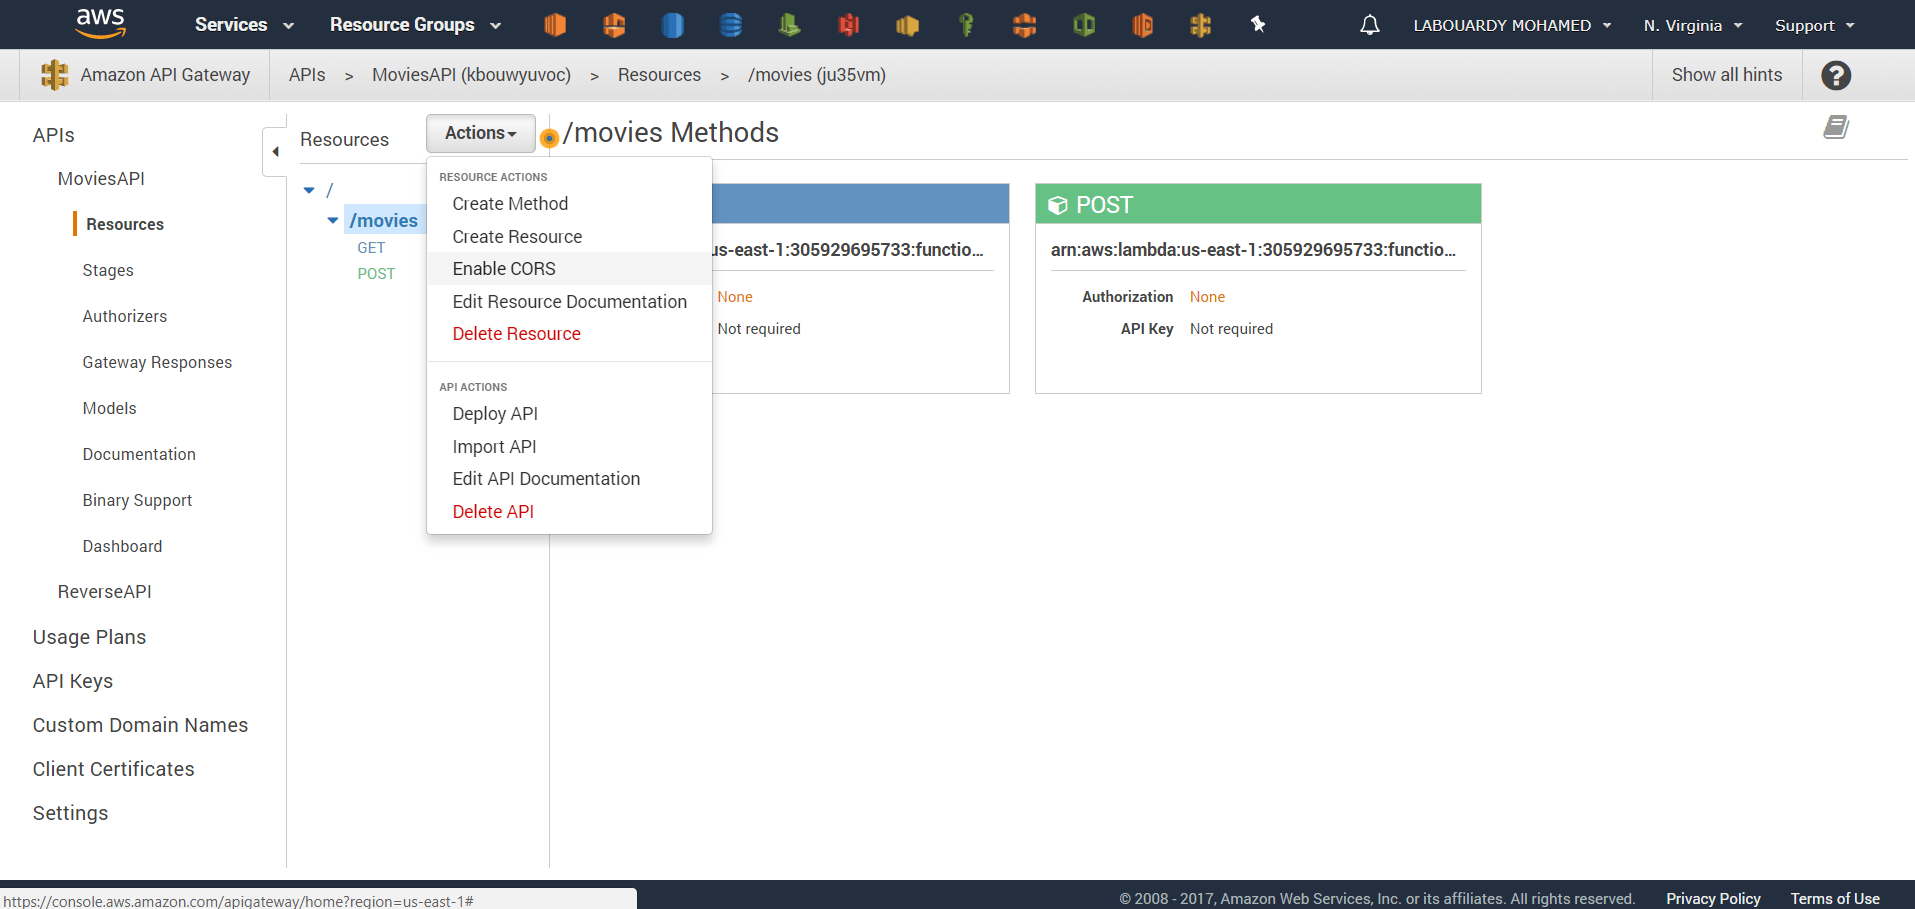 aws Services Resource Groups LABOUARDY MOHAMED N. Virginia Support
Amazon API Gateway APIs > MoviesAPI (kbouwyuvoc) > Resources > /movies (ju35vm) Show all hints ?
APIs
MoviesAPI
Resources
Stages
Authorizers
Gateway Responses
Models
Documentation
Binary Support
Dashboard
ReverseAPI
Usage Plans
API Keys
Custom Domain Names
Client Certificates
Settings
Resources
Actions
/
/movies
GET
POST
RESOURCE ACTIONS
Create Method
Create Resource
Enable CORS
Edit Resource Documentation
Delete Resource
API ACTIONS
Deploy API
Import API
Edit API Documentation
Delete API
/movies Methods
us-east-1:305929695733:functio...
None
Not required
POST
arn:aws:lambda:us-east-1:305929695733:functio...
Authorization None
API Key Not required
https://console.aws.amazon.com/apigateway/home?region=us-east-1#
© 2008 - 2017, Amazon Web Services, Inc. or its affiliates. All rights reserved. Privacy Policy Terms of Use